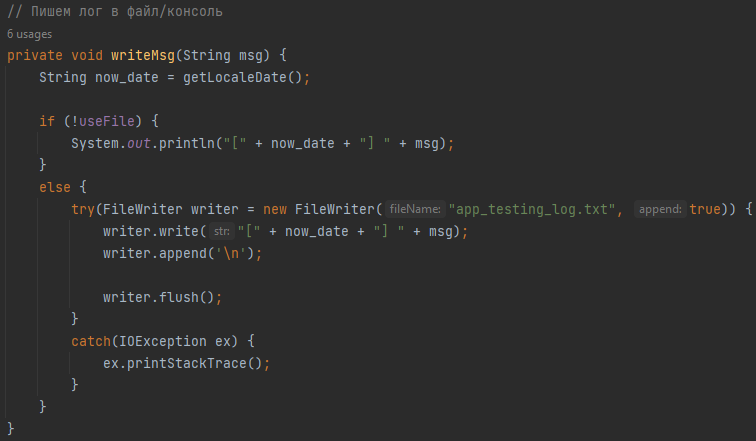 // Пишем лог в файл/консоль
6 usages
private void writeMsg(String msg) {
String now_date = getLocaleDate();
if (!useFile) {
System.out.println("[" + now_date + "] " + msg);
}
else {
try(FileWriter writer = new FileWriter( fileName: "app_testing_log.txt", append: true)) {
writer.write( str: "[" + now_date + "] " + msg);
writer.append('\n');
writer.flush();
}
catch(IOException ex) {
ex.printStackTrace();
}
}
}